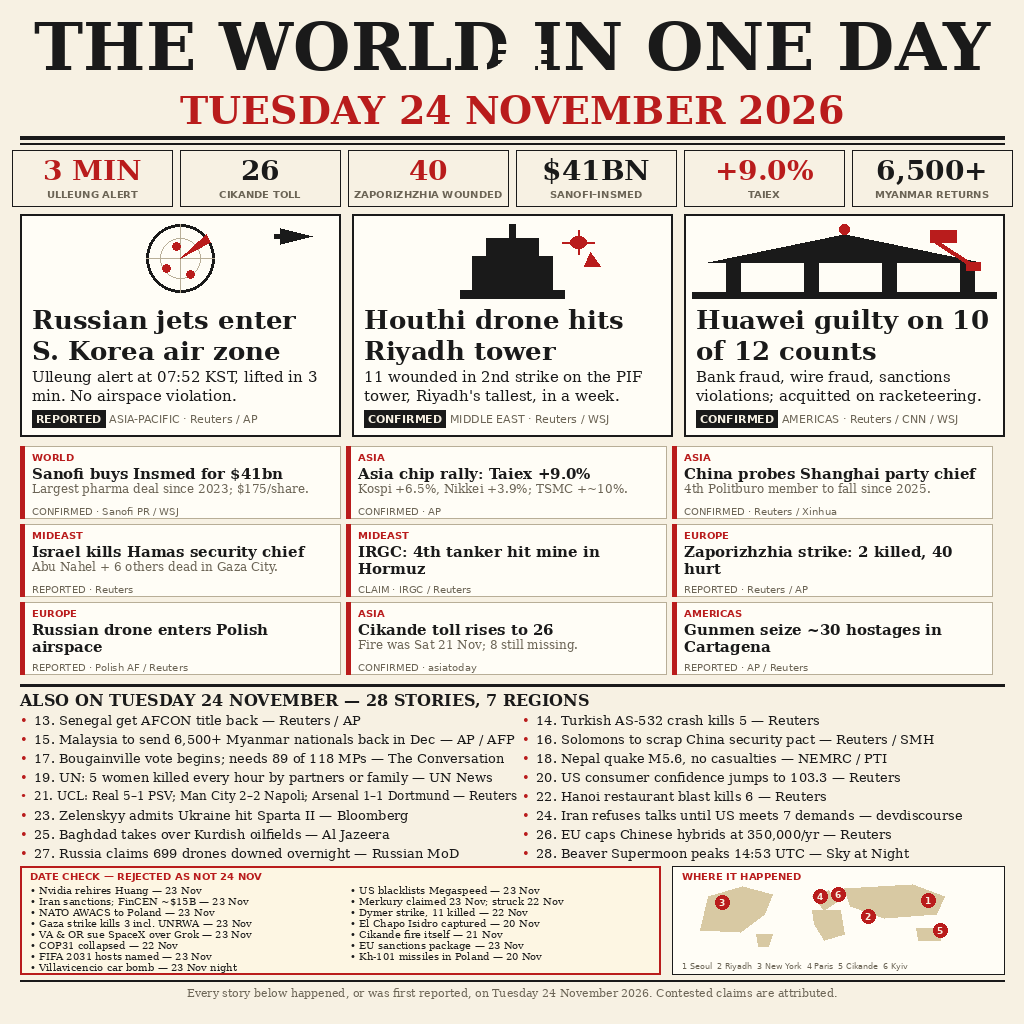 THE WORLD IN ONE DAY
TUESDAY 24 NOVEMBER 2026
3 MIN
ULLEUNG ALERT
26
CIKANDE TOLL
40
ZAPORIZHZHIA WOUNDED
$41BN
SANOFI-INSMED
+9.0%
TAIEX
6,500+
MYANMAR RETURNS
Russian jets enter
S. Korea air zone
Ulleung alert at 07:52 KST, lifted in 3
min. No airspace violation.
REPORTED ASIA-PACIFIC · Reuters / AP
Houthi drone hits
Riyadh tower
11 wounded in 2nd strike on the PIF
tower, Riyadh's tallest, in a week.
CONFIRMED MIDDLE EAST · Reuters / WSJ
Huawei guilty on 10
of 12 counts
Bank fraud, wire fraud, sanctions
violations; acquitted on racketeering.
CONFIRMED AMERICAS · Reuters / CNN / WSJ
WORLD
Sanofi buys Insmed for $41bn
Largest pharma deal since 2023; $175/share.
CONFIRMED · Sanofi PR / WSJ
ASIA
Asia chip rally: Taiex +9.0%
Kospi +6.5%, Nikkei +3.9%; TSMC +~10%.
CONFIRMED · AP
ASIA
China probes Shanghai party chief
4th Politburo member to fall since 2025.
CONFIRMED · Reuters / Xinhua
MIDEAST
Israel kills Hamas security chief
Abu Nahel + 6 others dead in Gaza City.
REPORTED · Reuters
MIDEAST
IRGC: 4th tanker hit mine in
Hormuz
CLAIM · IRGC / Reuters
EUROPE
Zaporizhzhia strike: 2 killed, 40
hurt
REPORTED · Reuters / AP
EUROPE
Russian drone enters Polish
airspace
REPORTED · Polish AF / Reuters
ASIA
Cikande toll rises to 26
Fire was Sat 21 Nov; 8 still missing.
CONFIRMED · asiatoday
AMERICAS
Gunmen seize ~30 hostages in
Cartagena
REPORTED · AP / Reuters
ALSO ON TUESDAY 24 NOVEMBER — 28 STORIES, 7 REGIONS
• 13. Senegal get AFCON title back — Reuters / AP
• 14. Turkish AS-532 crash kills 5 — Reuters
• 15. Malaysia to send 6,500+ Myanmar nationals back in Dec — AP / AFP
• 16. Solomons to scrap China security pact — Reuters / SMH
• 17. Bougainville vote begins; needs 89 of 118 MPs — The Conversation
• 18. Nepal quake M5.6, no casualties — NEMRC / PTI
• 19. UN: 5 women killed every hour by partners or family — UN News
• 20. US consumer confidence jumps to 103.3 — Reuters
• 21. UCL: Real 5–1 PSV; Man City 2–2 Napoli; Arsenal 1–1 Dortmund — Reuters
• 22. Hanoi restaurant blast kills 6 — Reuters
• 23. Zelenskyy admits Ukraine hit Sparta II — Bloomberg
• 24. Iran refuses talks until US meets 7 demands — devdiscourse
• 25. Baghdad takes over Kurdish oilfields — Al Jazeera
• 26. EU caps Chinese hybrids at 350,000/yr — Reuters
• 27. Russia claims 699 drones downed overnight — Russian MoD
• 28. Beaver Supermoon peaks 14:53 UTC — Sky at Night
DATE CHECK — REJECTED AS NOT 24 NOV
• Nvidia rehires Huang — 23 Nov
• Iran sanctions; FinCEN ~$15B — 23 Nov
• NATO AWACS to Poland — 23 Nov
• Gaza strike kills 3 incl. UNRWA — 23 Nov
• VA & OR sue SpaceX over Grok — 23 Nov
• COP31 collapsed — 22 Nov
• FIFA 2031 hosts named — 23 Nov
• Villavicencio car bomb — 23 Nov night
• US blacklists Megaspeed — 23 Nov
• Merkury claimed 23 Nov; struck 22 Nov
• Dymer strike, 11 killed — 22 Nov
• El Chapo Isidro captured — 20 Nov
• Cikande fire itself — 21 Nov
• EU sanctions package — 23 Nov
• Kh-101 missiles in Poland — 20 Nov
WHERE IT HAPPENED
3
4
6
1
2
5
1 Seoul 2 Riyadh 3 New York 4 Paris 5 Cikande 6 Kyiv
Every story below happened, or was first reported, on Tuesday 24 November 2026. Contested claims are attributed.